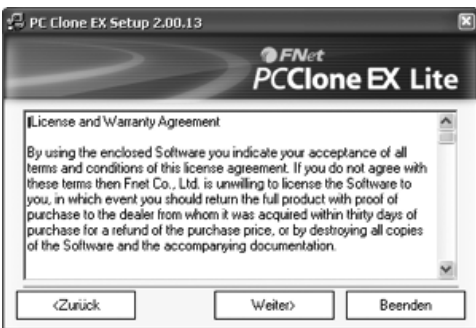 PC Clone EX Setup 2.00.13
FNet
PCClone EX Lite
License and Warranty Agreement
By using the enclosed Software you indicate your acceptance of all
terms and conditions of this license agreement. If you do not agree with
these terms then Fnet Co., Ltd. is unwilling to license the Software to
you, in which event you should return the full product with proof of
purchase to the dealer from whom it was acquired within thirty days of
purchase for a refund of the purchase price, or by destroying all copies
of the Software and the accompanying documentation.
<Zurück
Weiter>
Beenden